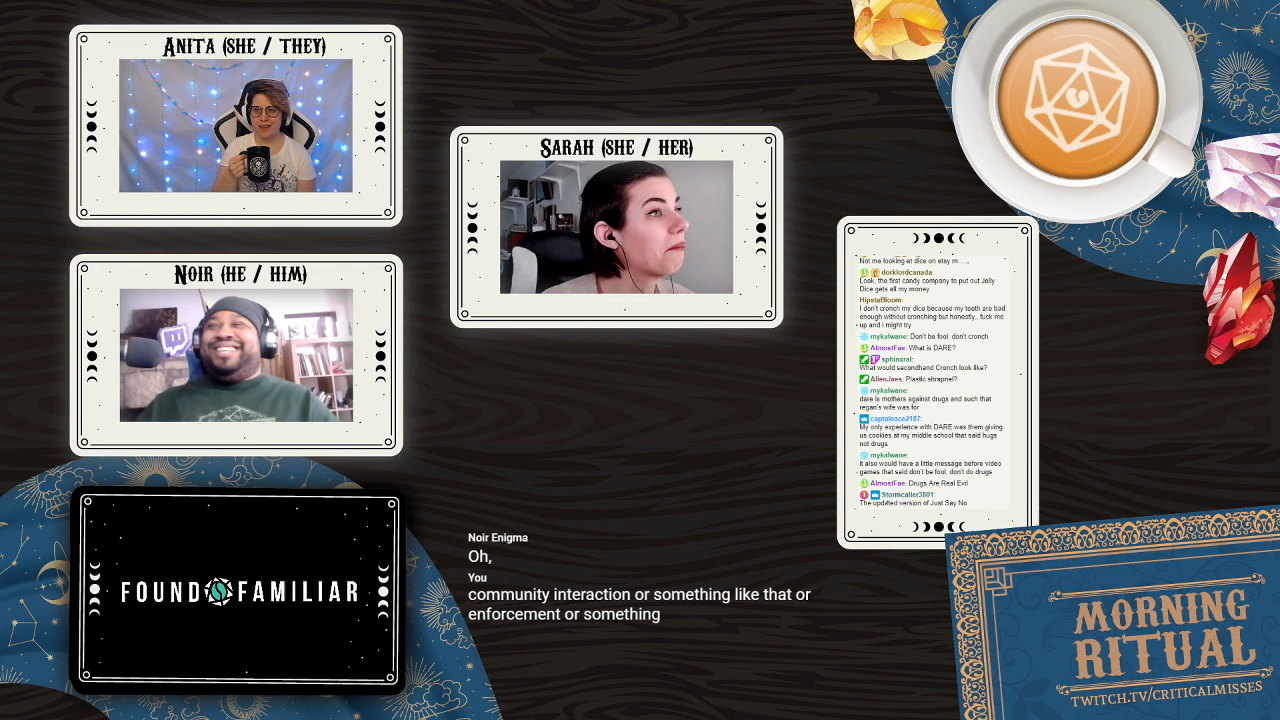 ANITA (SHE / THEY)
SARAH (SHE / HER)
NOIR (HE / HIM)
FOUND FAMILIAR
Noir Enigma
Oh,
You
community interaction or something like that or
enforcement or something
Not me looking at dice on etsy rn......
dorklordcanada:
Look, the first candy company to put out Jelly
Dice gets all my money
HipstaBloom:
I don't crunch my dice because my teeth are bad
enough without cronching but honestly,. fuck me
up and i might try
mykalwane: Don't be fool, don't cronch
AlmostFae: What is DARE?
sphinxral:
What would secondhand Cronch look like?
AlienJaes: Plastic shrapnel?
mykalwane:
dare is mothers against drugs and such that
regan's wife was for
captainace2187:
My only experience with DARE was them giving
us cookies at my middle school that said hugs
not drugs
mykalwane:
it also would have a little message before video
games that said don't be fool, don't do drugs
AlmostFae: Drugs Are Real Evil
Stormcaller3801:
The updated version of Just Say No
MORNING
RITUAL
TWITCH.TV/CRITICALMISSES